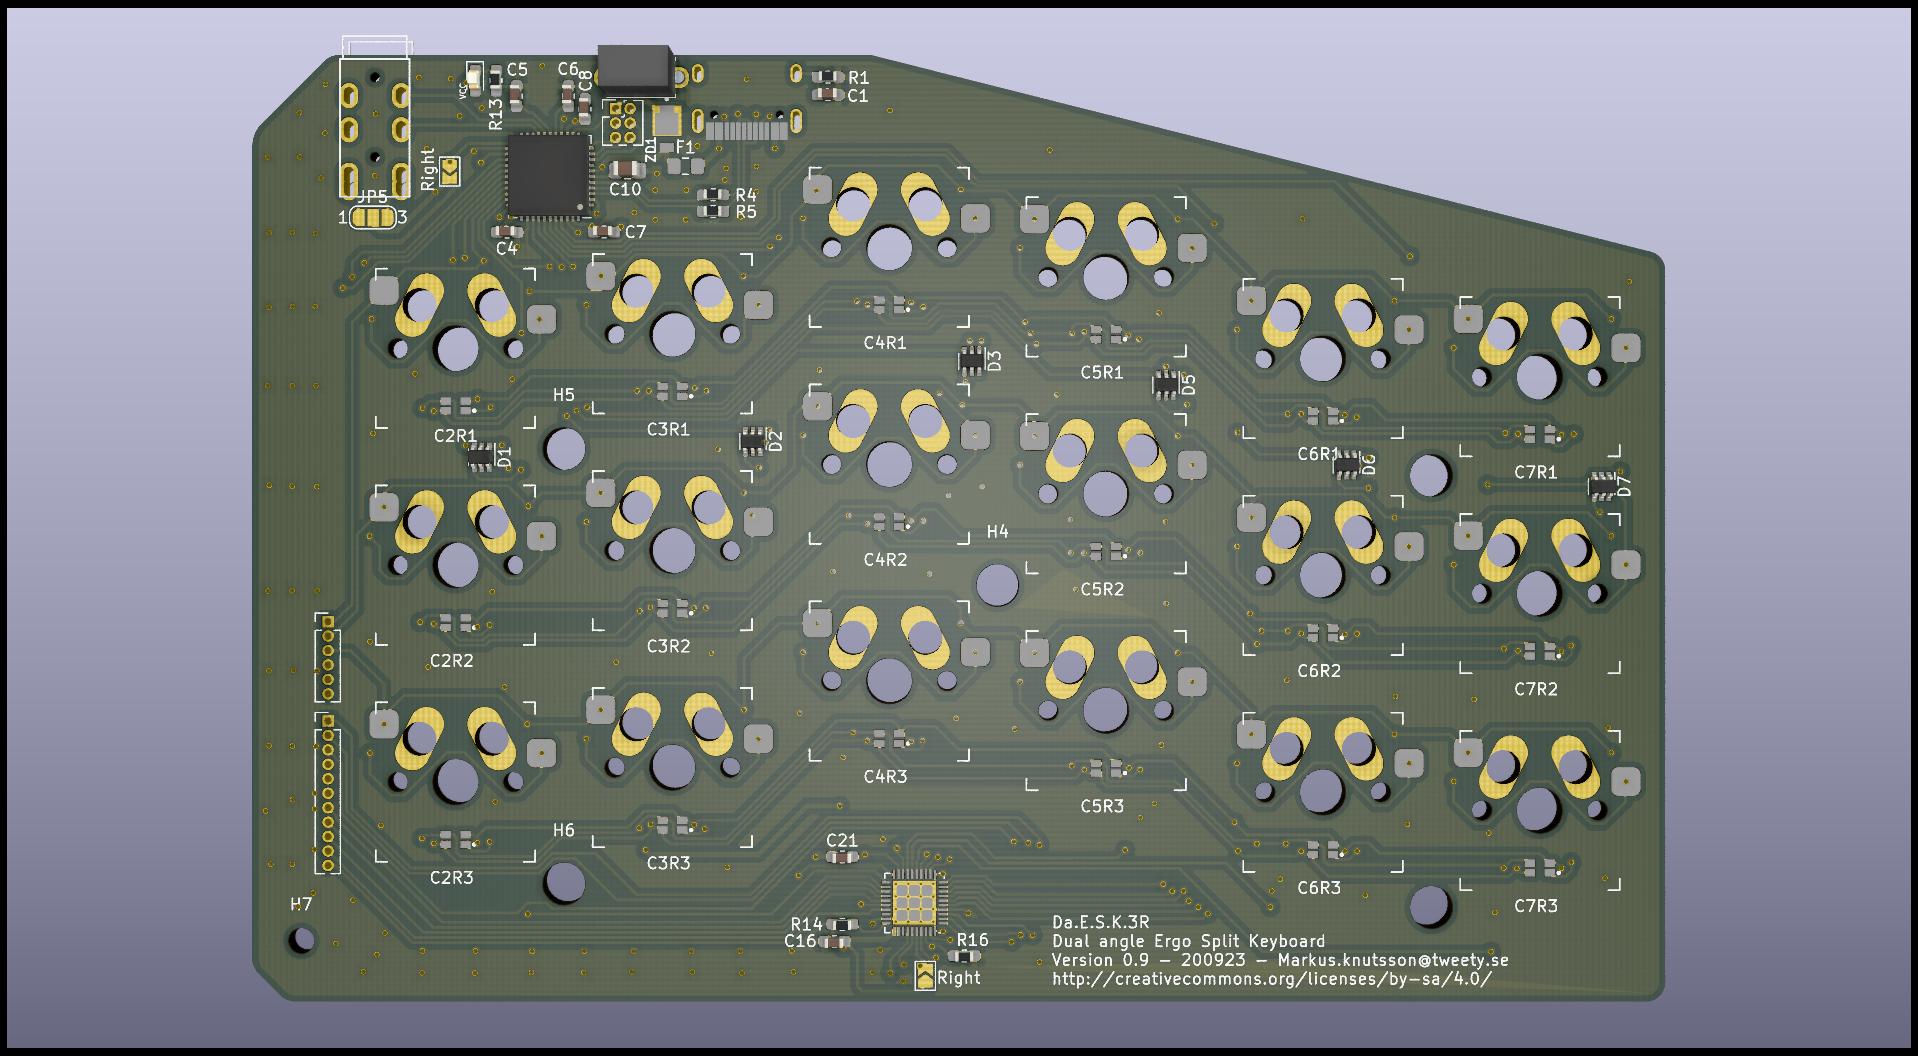 C5
C6
C8
VCC
R13
R1
C1
ZD1
F1
Right
C10
R4
R5
JP5
1
3
C4
C7
C4R1
D3
C5R1
D5
H5
C2R1
C3R1
D1
D2
C6R1
D6
C7R1
D7
H4
C4R2
C5R2
C2R2
C3R2
C6R2
C7R2
C4R3
C5R3
H6
C21
C2R3
C3R3
C6R3
C7R3
H7
R14
C16
R16
Right
Da.E.S.K.3R
Dual angle Ergo Split Keyboard
Version 0.9 - 200923 - Markus.knutsson@tweety.se
http://creativecommons.org/licenses/by-sa/4.0/